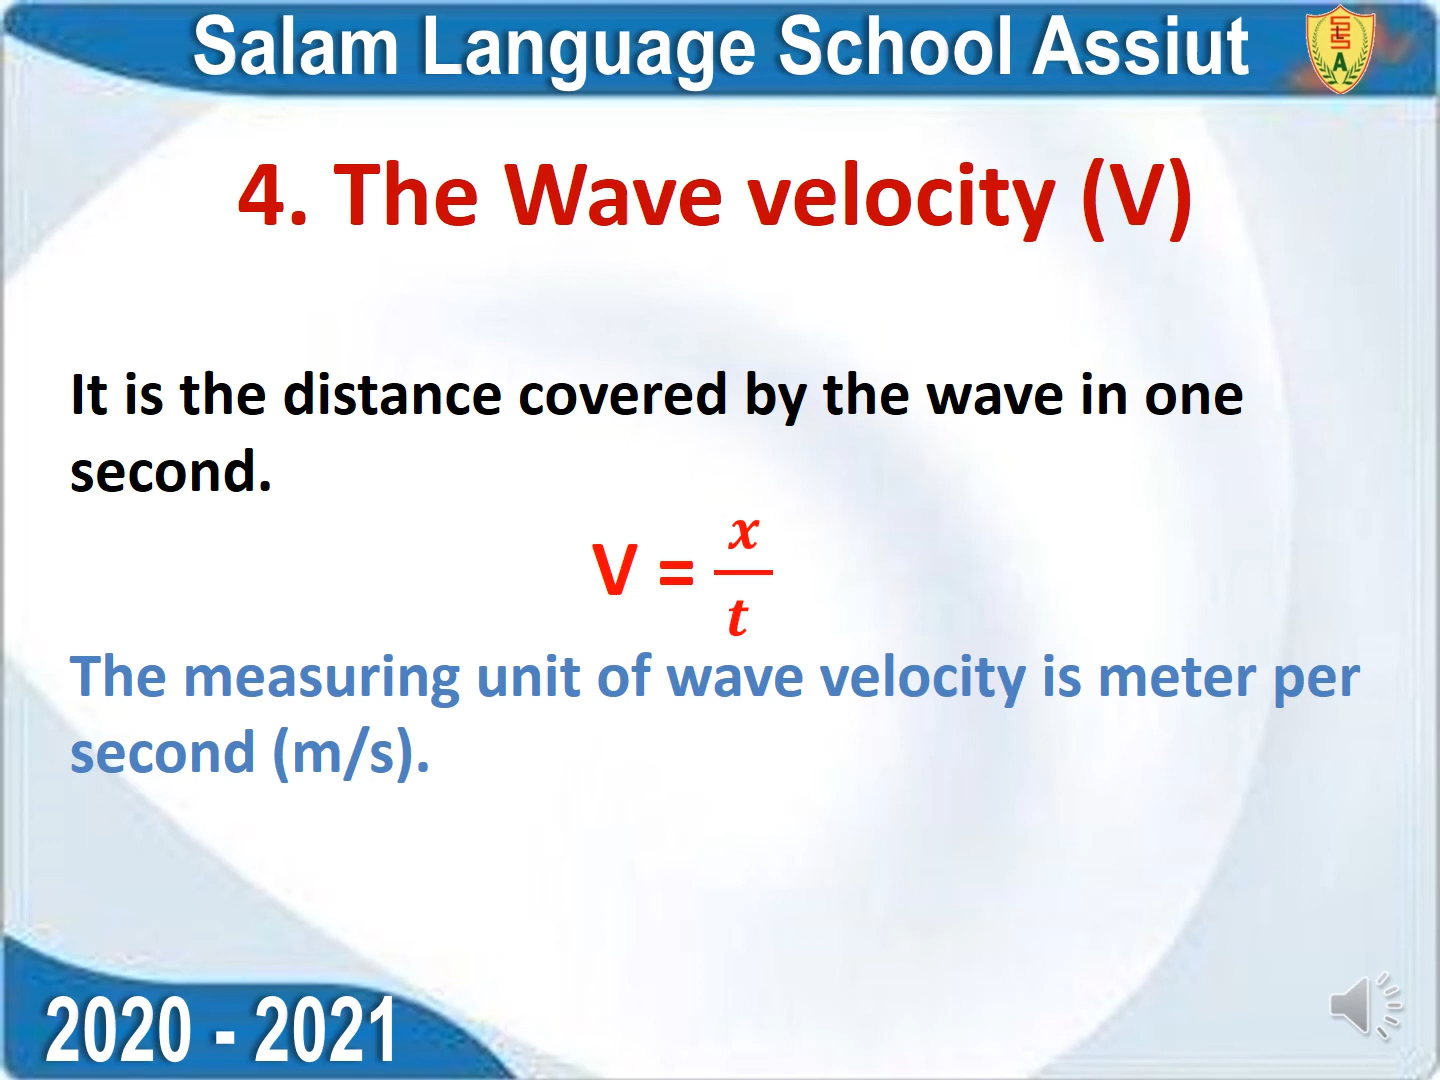 Salam Language School Assiut
4. The Wave velocity (V)
It is the distance covered by the wave in one
second.
V = x/t
The measuring unit of wave velocity is meter per
second (m/s).
2020 - 2021